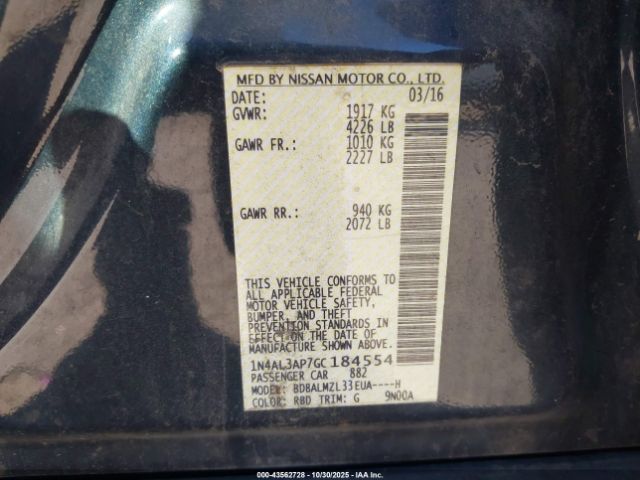 MFD BY NISSAN MOTOR CO., LTD.
DATE: 03/16
GVWR: 1917 KG
4226 LB
GAWR FR.: 1010 KG
2227 LB
GAWR RR.: 940 KG
2072 LB
THIS VEHICLE CONFORMS TO
ALL APPLICABLE FEDERAL
MOTOR VEHICLE SAFETY,
BUMPER, AND THEFT
PREVENTION STANDARDS IN
EFFECT ON THE DATE OF
MANUFACTURE SHOWN ABOVE.
1N4AL3AP7GC184554
PASSENGER CAR 882
MODEL: BDBALMZL33EUA----H
COLOR: RBD TRIM: G 9N00A
000-43562728 - 10/30/2025 - IAA Inc.